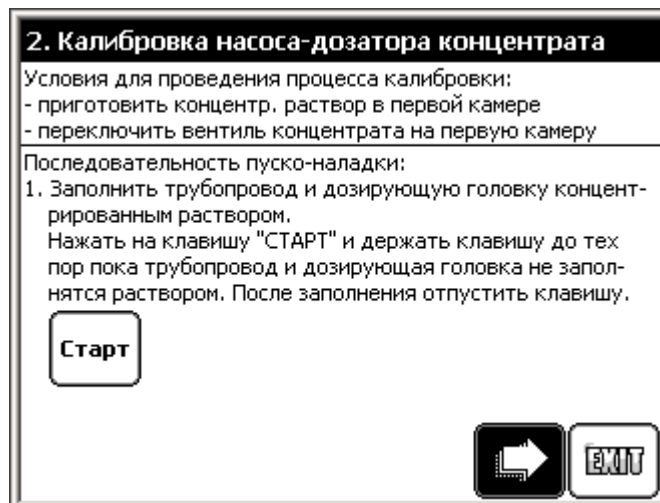 2. Калибровка насоса-дозатора концентрата
Условия для проведения процесса калибровки:
- приготовить концентр. раствор в первой камере
- переключить вентиль концентрата на первую камеру
Последовательность пуско-наладки:
1. Заполнить трубопровод и дозирующую головку концент-
рированным раствором.
Нажать на клавишу "СТАРТ" и держать клавишу до тех
пор пока трубопровод и дозирующая головка не запол-
нятся раствором. После заполнения отпустить клавишу.
Старт
EXIT